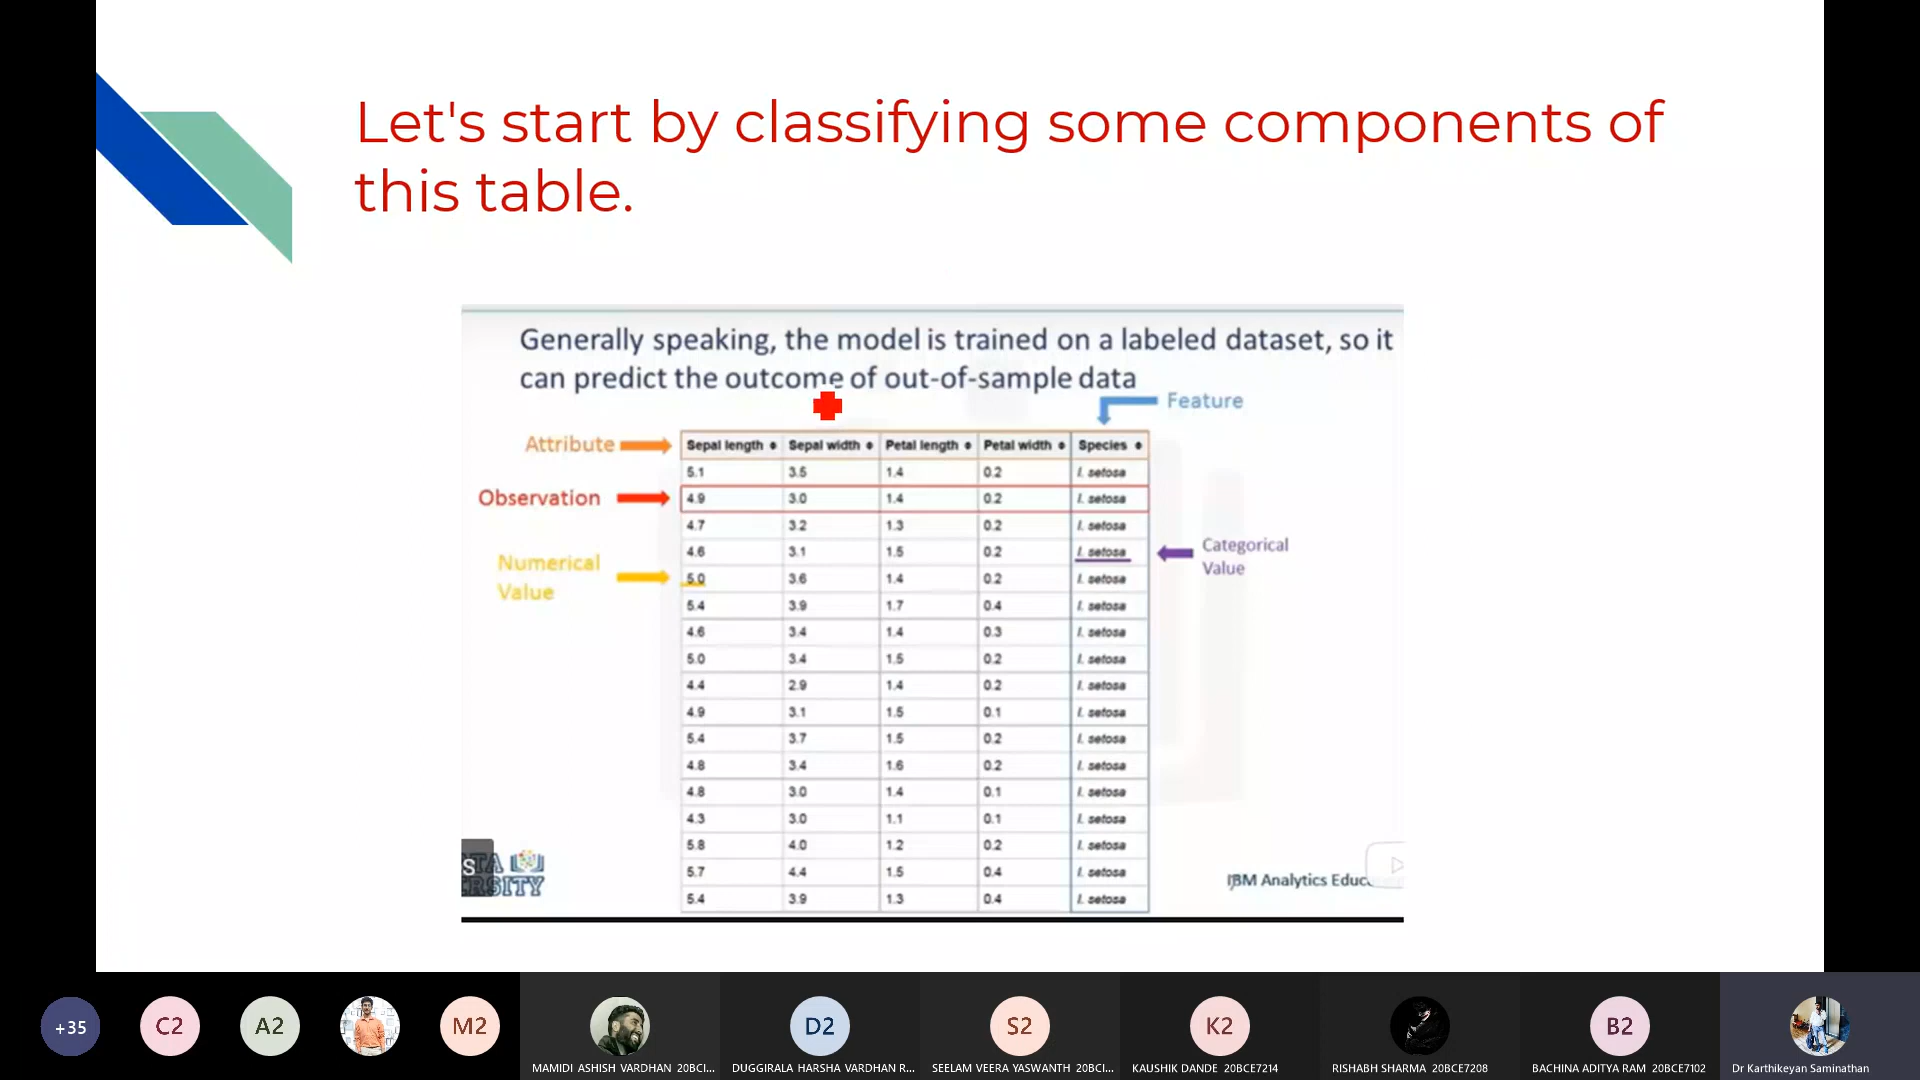 Let's start by classifying some components of
this table.
Generally speaking, the model is trained on a labeled dataset, so it
can predict the outcome of out-of-sample data
Feature
Attribute
Sepal length Sepal width Petal length Petal width Species
5.1 3.5 1.4 0.2 I. setosa
Observation
4.9 3.0 1.4 0.2 I. setosa
4.7 3.2 1.3 0.2 I. setosa
4.6 3.1 1.5 0.2 I. setosa
Categorical
Value
Numerical
Value
5.0 3.6 1.4 0.2 I. setosa
5.4 3.9 1.7 0.4 I. setosa
4.6 3.4 1.4 0.3 I. setosa
5.0 3.4 1.5 0.2 I. setosa
4.4 2.9 1.4 0.2 I. setosa
4.9 3.1 1.5 0.1 I. setosa
5.4 3.7 1.5 0.2 I. setosa
4.8 3.4 1.6 0.2 I. setosa
4.8 3.0 1.4 0.1 I. setosa
4.3 3.0 1.1 0.1 I. setosa
5.8 4.0 1.2 0.2 I. setosa
5.7 4.4 1.5 0.4 I. setosa
5.4 3.9 1.3 0.4 I. setosa
S
IBM Analytics
+35 C2 A2 M2 D2 S2 K2 B2
MAMIDI ASHISH VARDHAN 20BCI... DUGGIRALA HARSHA VARDHAN R... SEELAM VEERA YASWANTH 20BCI... KAUSHIK DANDE 20BCE7214 RISHABH SHARMA 20BCE7208 BACHINA ADITYA RAM 20BCE7102 Dr Karthikeyan Saminathan